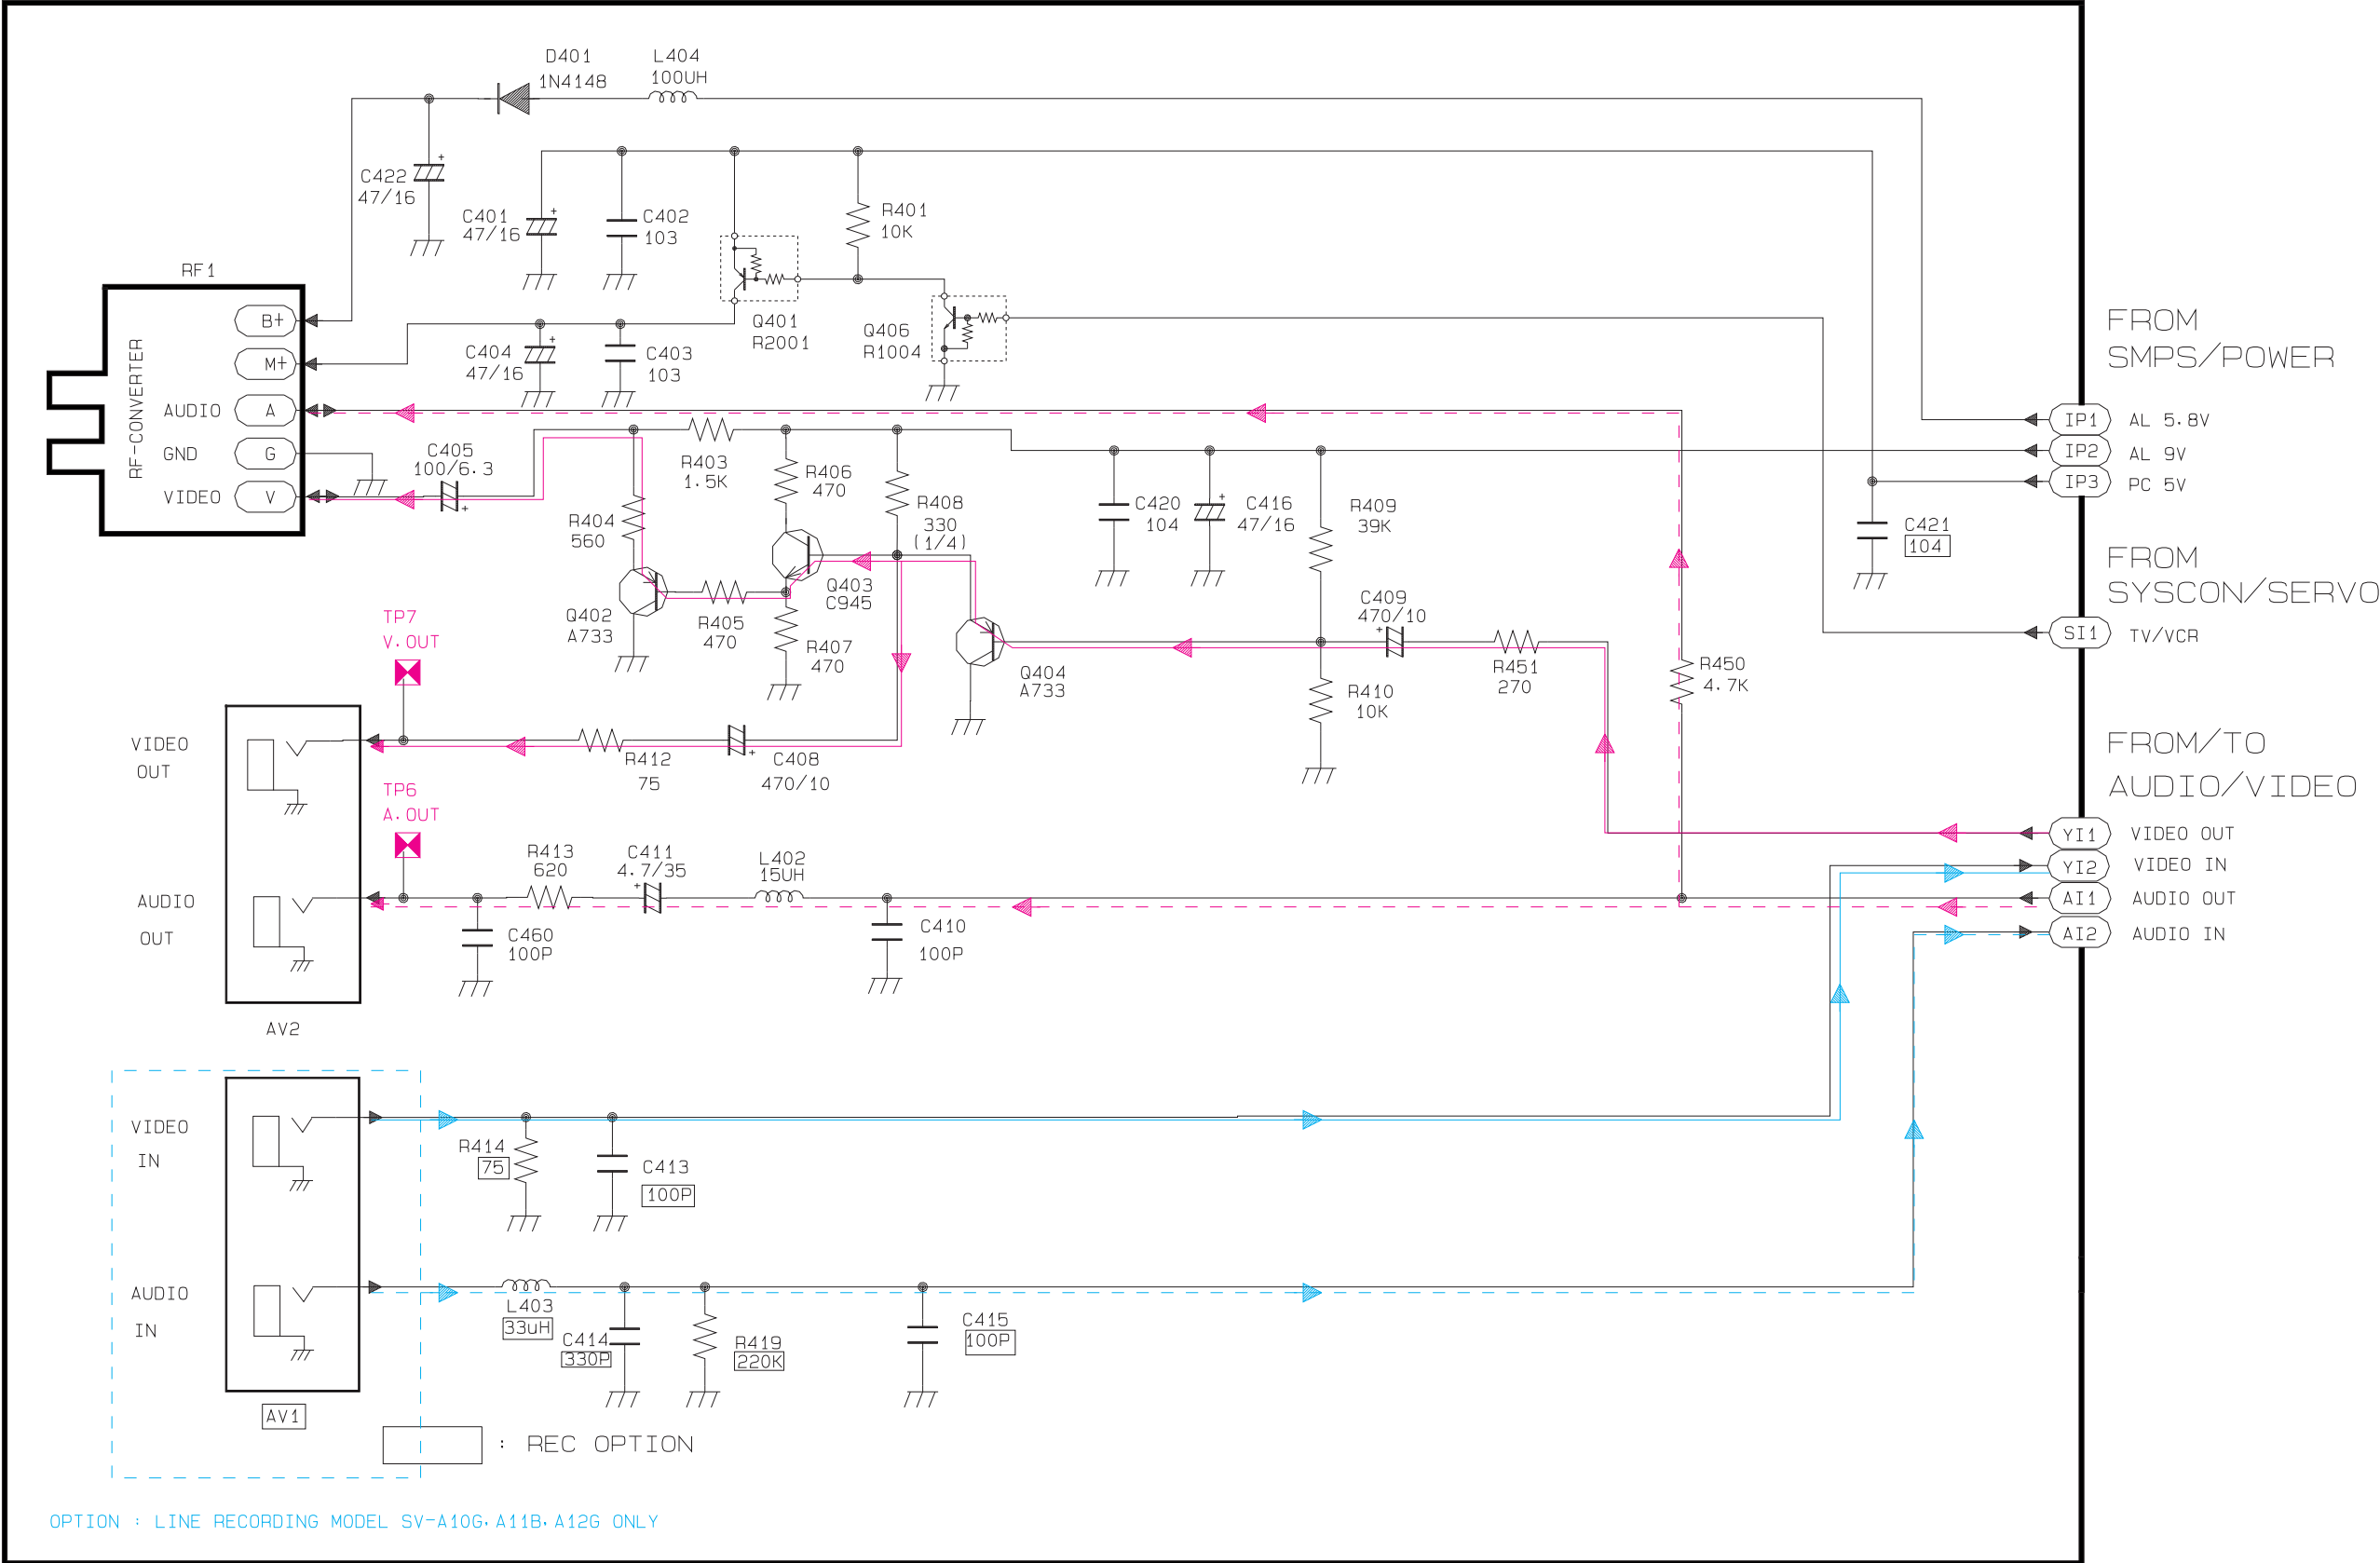 D401
1N4148
L404
100UH
C422
47/16
C401
47/16
+
C402
103
R401
10K
RF1
RF-CONVERTER
B+
M+
AUDIO
A
GND
G
VIDEO
V
Q401
R2001
Q406
R1004
C404
47/16
+
C403
103
FROM
SMPS/POWER
IP1
AL 5.8V
IP2
AL 9V
IP3
PC 5V
C405
100/6.3
+
R403
1.5K
R406
470
R408
330
(1/4)
C420
104
C416
47/16
+
R409
39K
C421
104
R404
560
Q403
C945
Q402
A733
R405
470
R407
470
FROM
SYSCON/SERVO
SI1
TV/VCR
C409
470/10
+
R451
270
Q404
A733
R410
10K
R450
4.7K
TP7
V.OUT
VIDEO
OUT
R412
75
C408
470/10
+
FROM/TO
AUDIO/VIDEO
YI1
VIDEO OUT
YI2
VIDEO IN
AI1
AUDIO OUT
AI2
AUDIO IN
TP6
A.OUT
R413
620
C411
4.7/35
+
L402
15UH
AUDIO
OUT
C460
100P
C410
100P
AV2
VIDEO
IN
R414
75
C413
100P
AUDIO
IN
L403
33uH
C414
330P
R419
220K
C415
100P
AV1
: REC OPTION
OPTION : LINE RECORDING MODEL SV-A10G, A11B, A12G ONLY